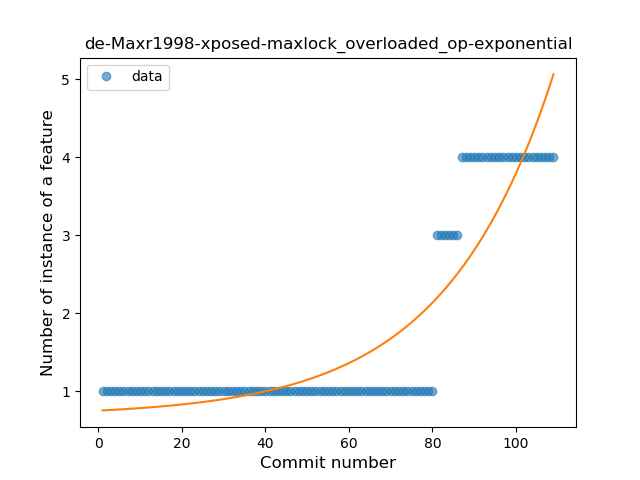 de-Maxr1998-xposed-maxlock_overloaded_op-exponential
data
Number of instance of a feature
5
4
3
2
1
0
20
40
60
80
100
Commit number